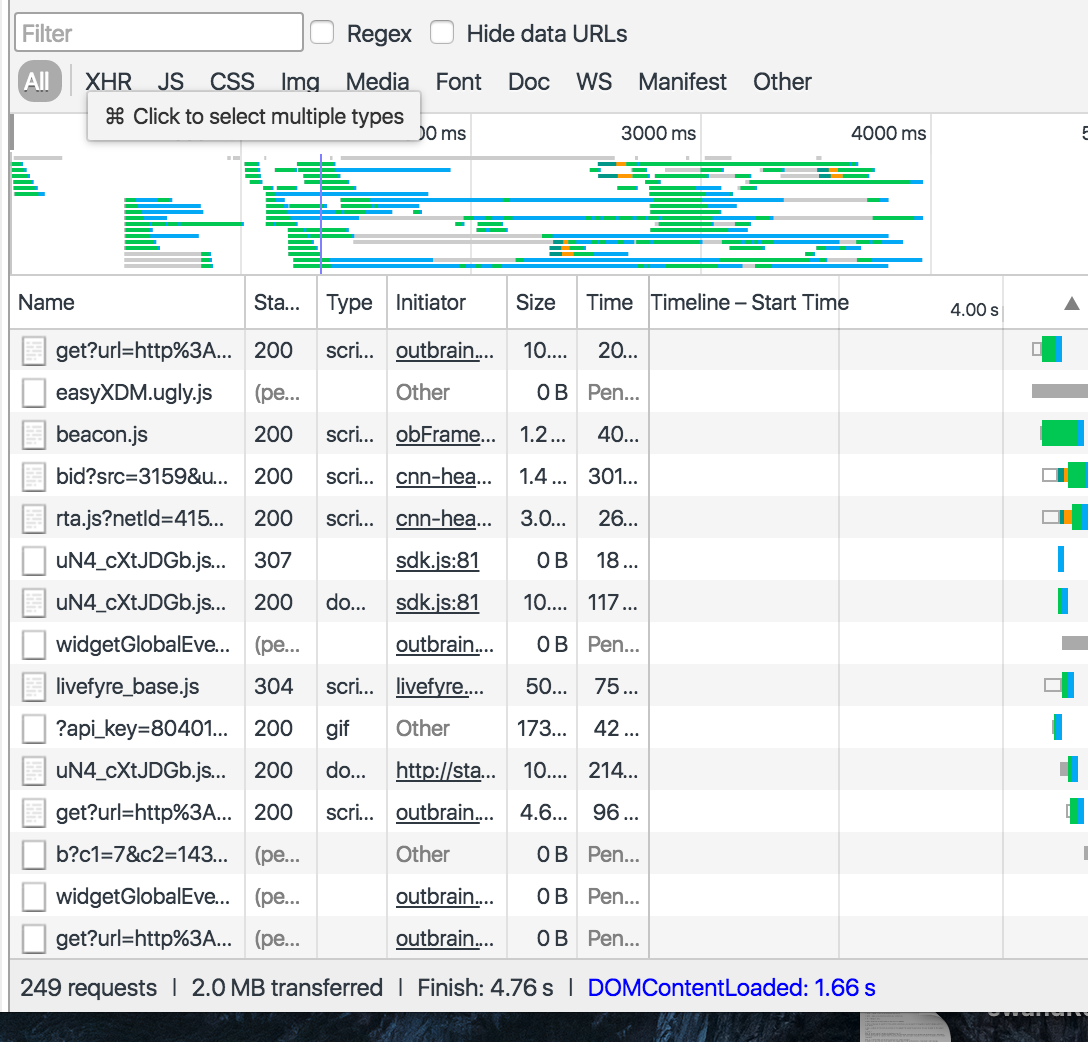 Filter Regex Hide data URLs
All XHR JS CSS Img Media Font Doc WS Manifest Other
⌘ Click to select multiple types
00 ms 3000 ms 4000 ms 5
Name Sta... Type Initiator Size Time Timeline – Start Time 4.00 s ▲
get?url=http%3A... 200 scri... outbrain.... 10.... 20...
easyXDM.ugly.js (pe... Other 0 B Pen...
beacon.js 200 scri... obFrame... 1.2 ... 40...
bid?src=3159&u... 200 scri... cnn-hea... 1.4 ... 301...
rta.js?netId=415... 200 scri... cnn-hea... 3.0... 26...
uN4_cXtJDGb.js... 307 sdk.js:81 0 B 18 ...
uN4_cXtJDGb.js... 200 do... sdk.js:81 10.... 117 ...
widgetGlobalEve... (pe... outbrain.... 0 B Pen...
livefyre_base.js 304 scri... livefyre.... 50... 75 ...
?api_key=80401... 200 gif Other 173... 42 ...
uN4_cXtJDGb.js... 200 do... http://sta... 10.... 214...
get?url=http%3A... 200 scri... outbrain.... 4.6... 96 ...
b?c1=7&c2=143... (pe... Other 0 B Pen...
widgetGlobalEve... (pe... outbrain.... 0 B Pen...
get?url=http%3A... (pe... outbrain.... 0 B Pen...
249 requests | 2.0 MB transferred | Finish: 4.76 s | DOMContentLoaded: 1.66 s